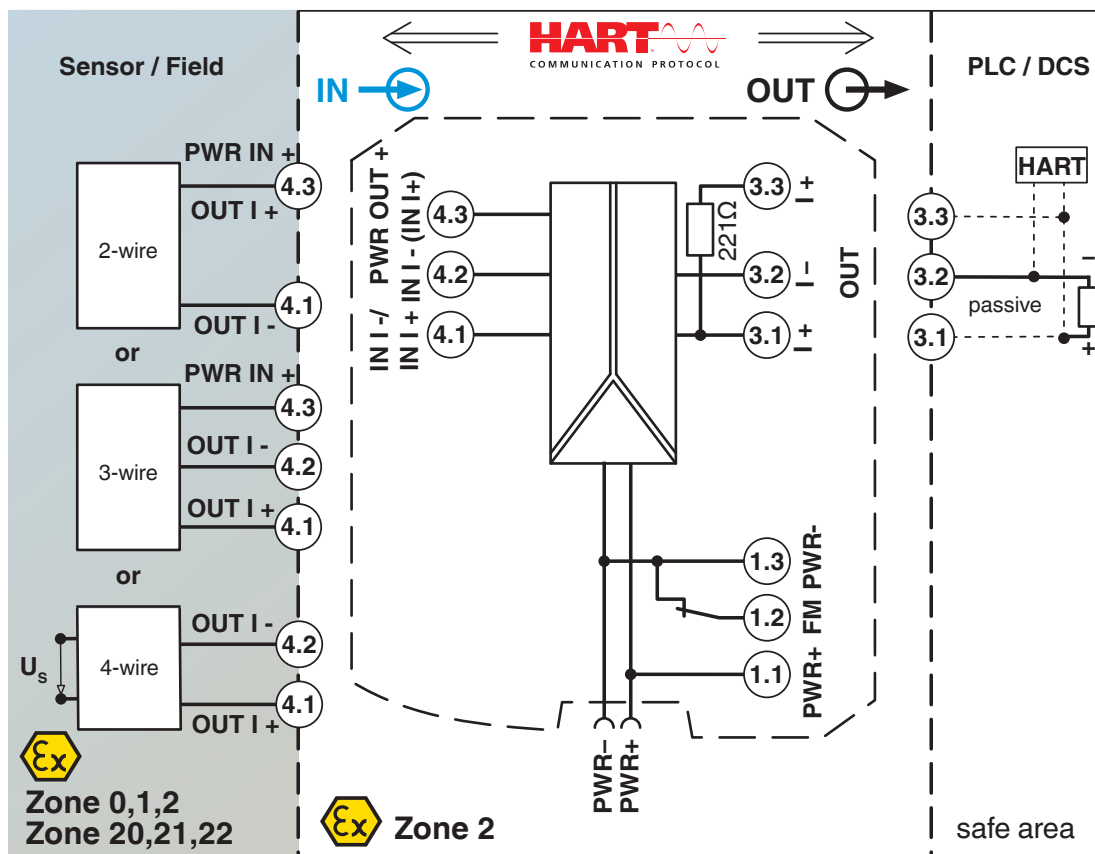 Sensor / Field
HART
COMMUNICATION PROTOCOL
PLC / DCS
IN
OUT
PWR IN +
4.3
OUT I +
2-wire
4.1
OUT I -
or
PWR IN +
4.3
OUT I -
3-wire
4.2
OUT I +
4.1
or
OUT I -
4.2
4-wire
Us
4.1
OUT I +
Ex
Zone 0,1,2
Zone 20,21,22
IN I -/ PWR OUT +
IN I + IN I - (IN I+)
4.3
4.2
4.1
221Ω
3.3
+
I
3.2
-
I
3.1
+
I
OUT
1.3
PWR-
1.2
FM
1.1
PWR+
PWR-
PWR+
Ex
Zone 2
HART
3.3
3.2
passive
3.1
-
+
safe area